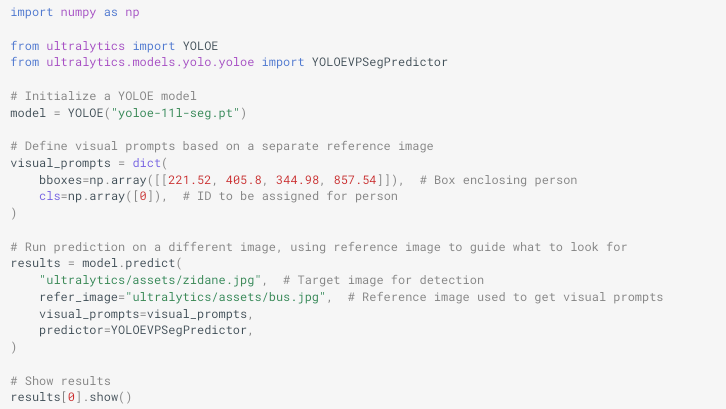 import numpy as np

from ultralytics import YOLOE
from ultralytics.models.yolo.yoloe import YOLOEVPSegPredictor

# Initialize a YOLOE model
model = YOLOE("yoloe-11l-seg.pt")

# Define visual prompts based on a separate reference image
visual_prompts = dict(
    bboxes=np.array([[221.52, 405.8, 344.98, 857.54]]),  # Box enclosing person
    cls=np.array([0]),  # ID to be assigned for person
)

# Run prediction on a different image, using reference image to guide what to look for
results = model.predict(
    "ultralytics/assets/zidane.jpg",  # Target image for detection
    refer_image="ultralytics/assets/bus.jpg",  # Reference image used to get visual prompts
    visual_prompts=visual_prompts,
    predictor=YOLOEVPSegPredictor,
)

# Show results
results[0].show()